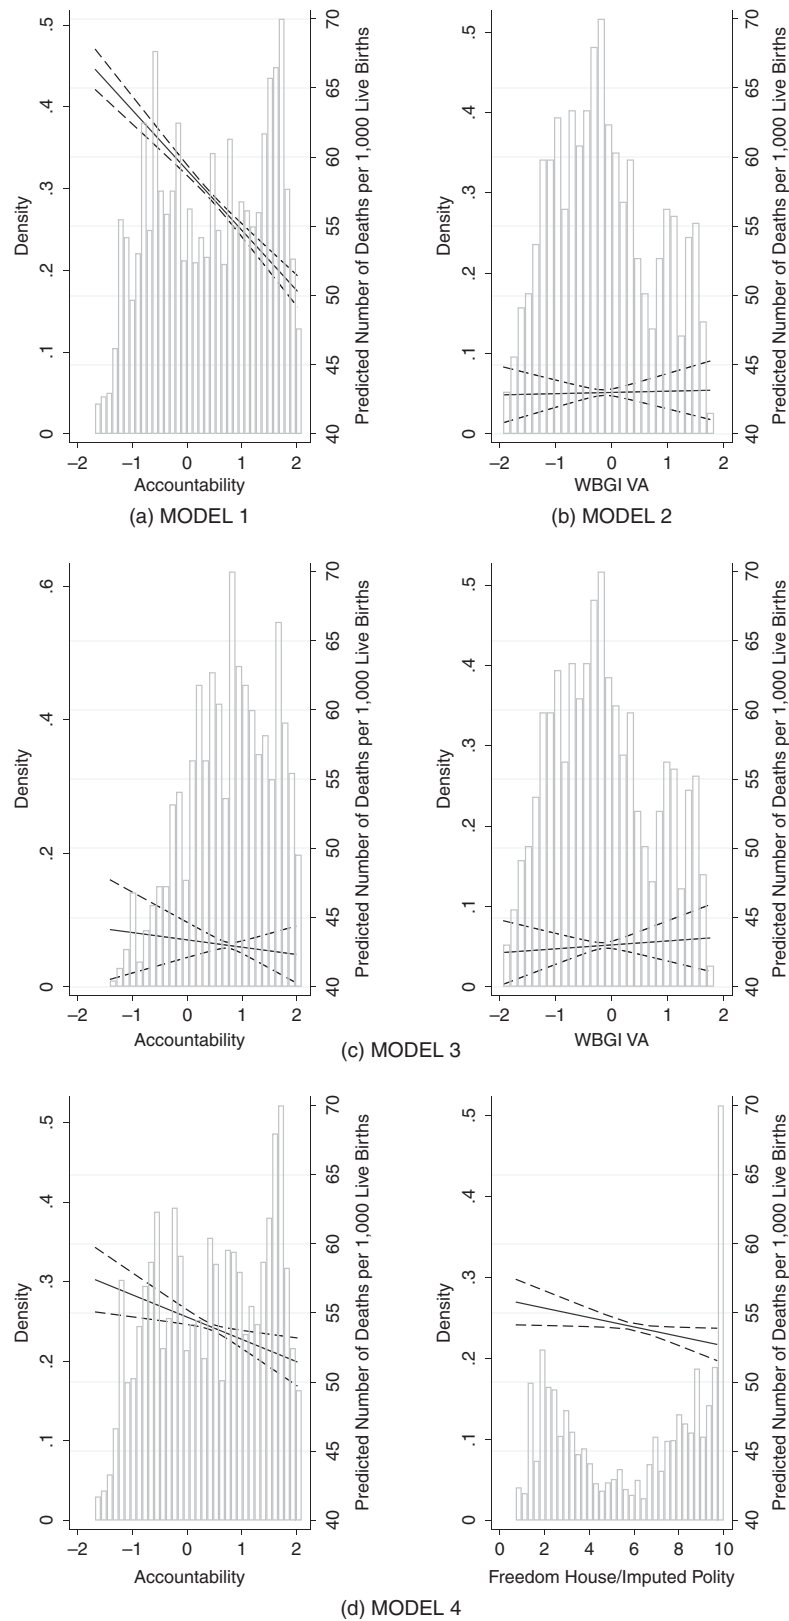 .5
.4
.3
.2
.1
0
Density
70
65
60
55
50
45
40
Predicted Number of Deaths per 1,000 Live Births
–2 –1 0 1 2
Accountability
(a) MODEL 1
.5
.4
.3
.2
.1
0
Density
70
65
60
55
50
45
40
Predicted Number of Deaths per 1,000 Live Births
–2 –1 0 1 2
WBGI VA
(b) MODEL 2
.6
.4
.2
0
Density
70
65
60
55
50
45
40
Predicted Number of Deaths per 1,000 Live Births
–2 –1 0 1 2
Accountability
.5
.4
.3
.2
.1
0
Density
70
65
60
55
50
45
40
Predicted Number of Deaths per 1,000 Live Births
–2 –1 0 1 2
WBGI VA
(c) MODEL 3
.5
.4
.3
.2
.1
0
Density
70
65
60
55
50
45
40
Predicted Number of Deaths per 1,000 Live Births
–2 –1 0 1 2
Accountability
.5
.4
.3
.2
.1
0
Density
70
65
60
55
50
45
40
Predicted Number of Deaths per 1,000 Live Births
0 2 4 6 8 10
Freedom House/Imputed Polity
(d) MODEL 4